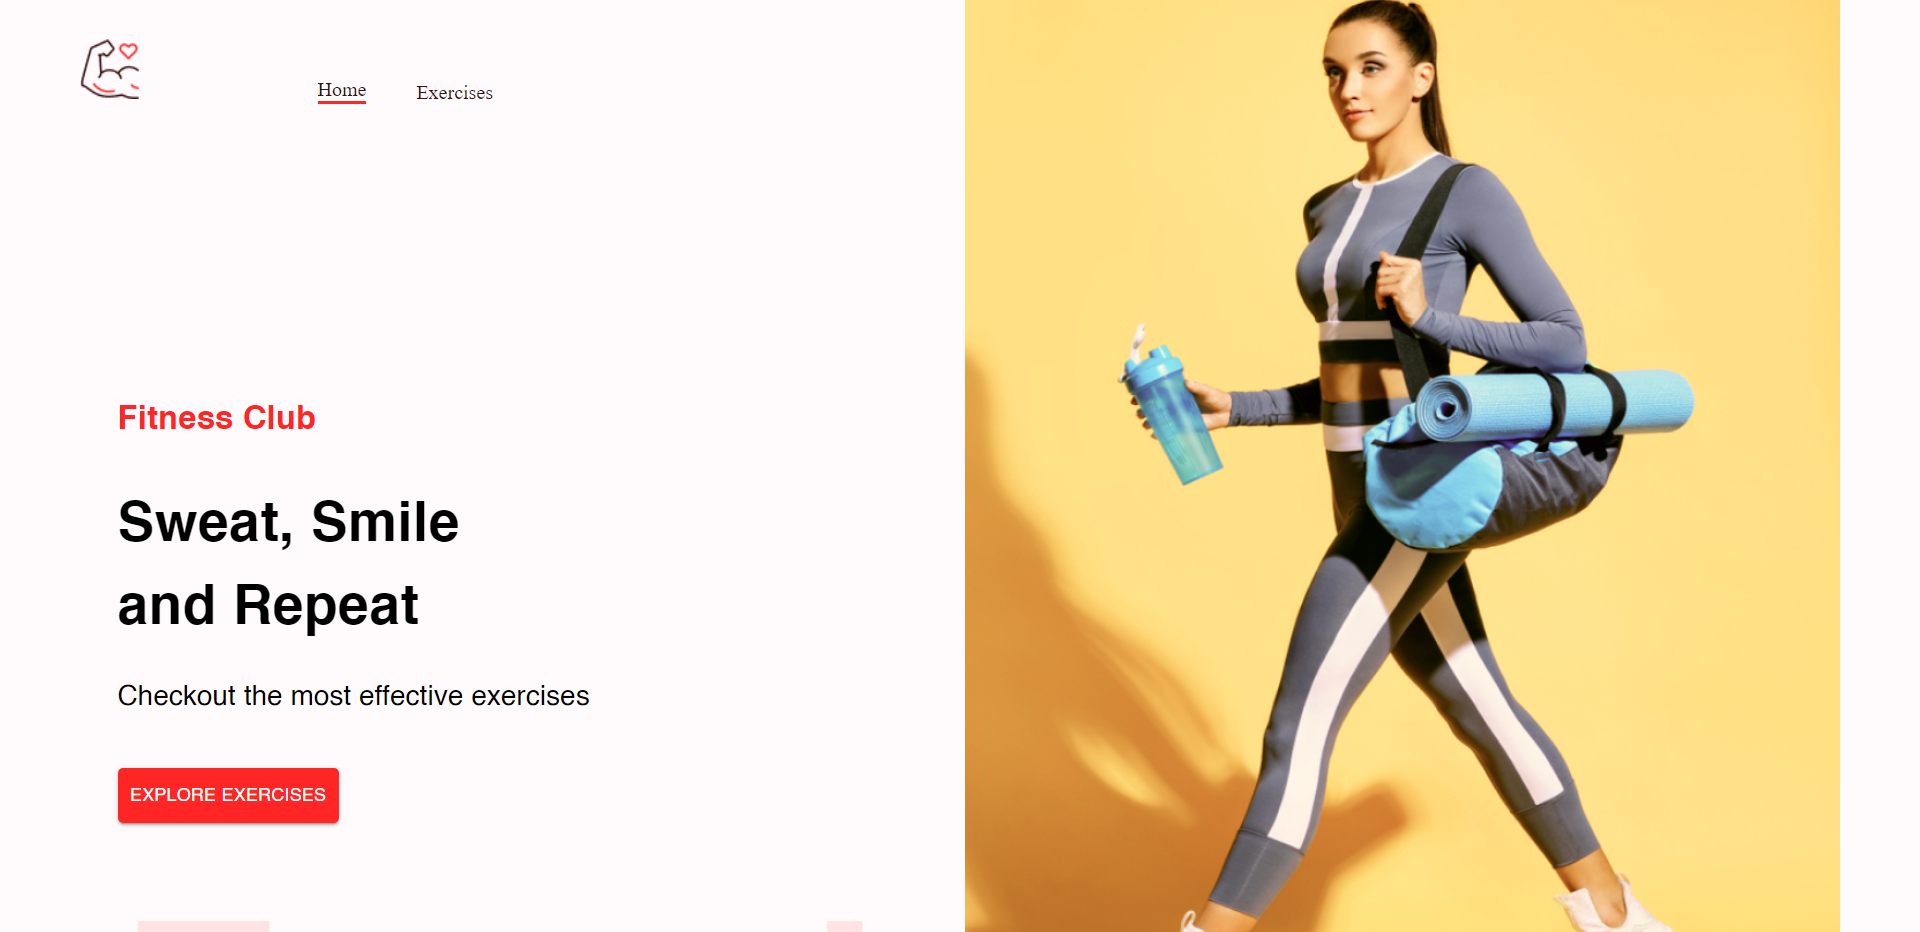 Home
Exercises
Fitness Club
Sweat, Smile
and Repeat
Checkout the most effective exercises
EXPLORE EXERCISES